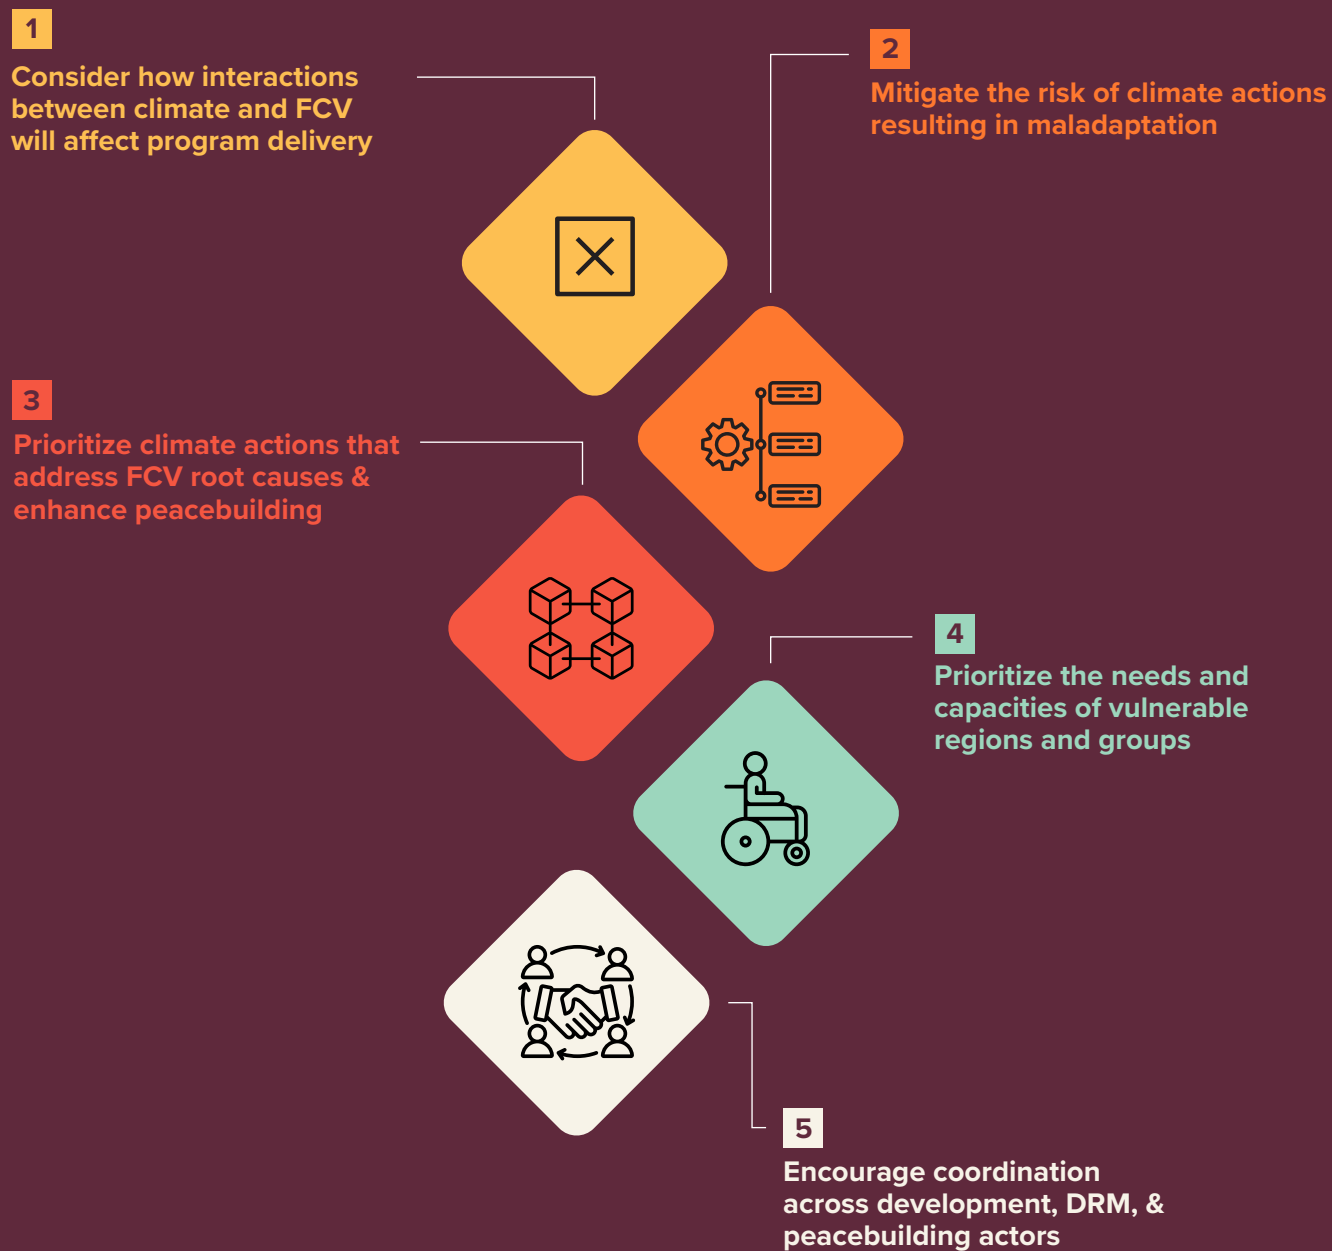 1
Consider how interactions
between climate and FCV
will affect program delivery
2
Mitigate the risk of climate actions
resulting in maladaptation
3
Prioritize climate actions that
address FCV root causes &
enhance peacebuilding
4
Prioritize the needs and
capacities of vulnerable
regions and groups
5
Encourage coordination
across development, DRM, &
peacebuilding actors